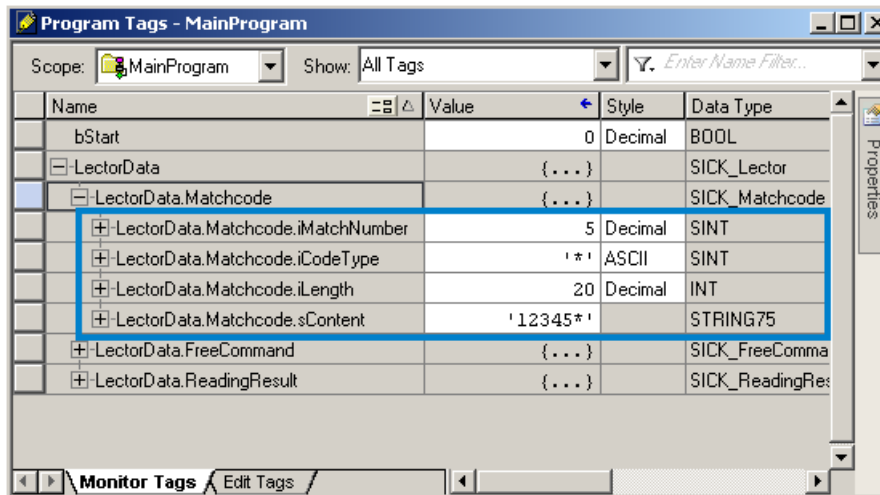 Program Tags - MainProgram
Scope: MainProgram Show: All Tags Enter Name Filter...
Name Value Style Data Type
bStart 0 Decimal BOOL
LectorData {...} SICK_Lector
LectorData.Matchcode {...} SICK_Matchcode
LectorData.Matchcode.iMatchNumber 5 Decimal SINT
LectorData.Matchcode.iCodeType '*' ASCII SINT
LectorData.Matchcode.iLength 20 Decimal INT
LectorData.Matchcode.sContent '12345*' STRING75
LectorData.FreeCommand {...} SICK_FreeComma
LectorData.ReadingResult {...} SICK_ReadingRes
Monitor Tags Edit Tags
Properties